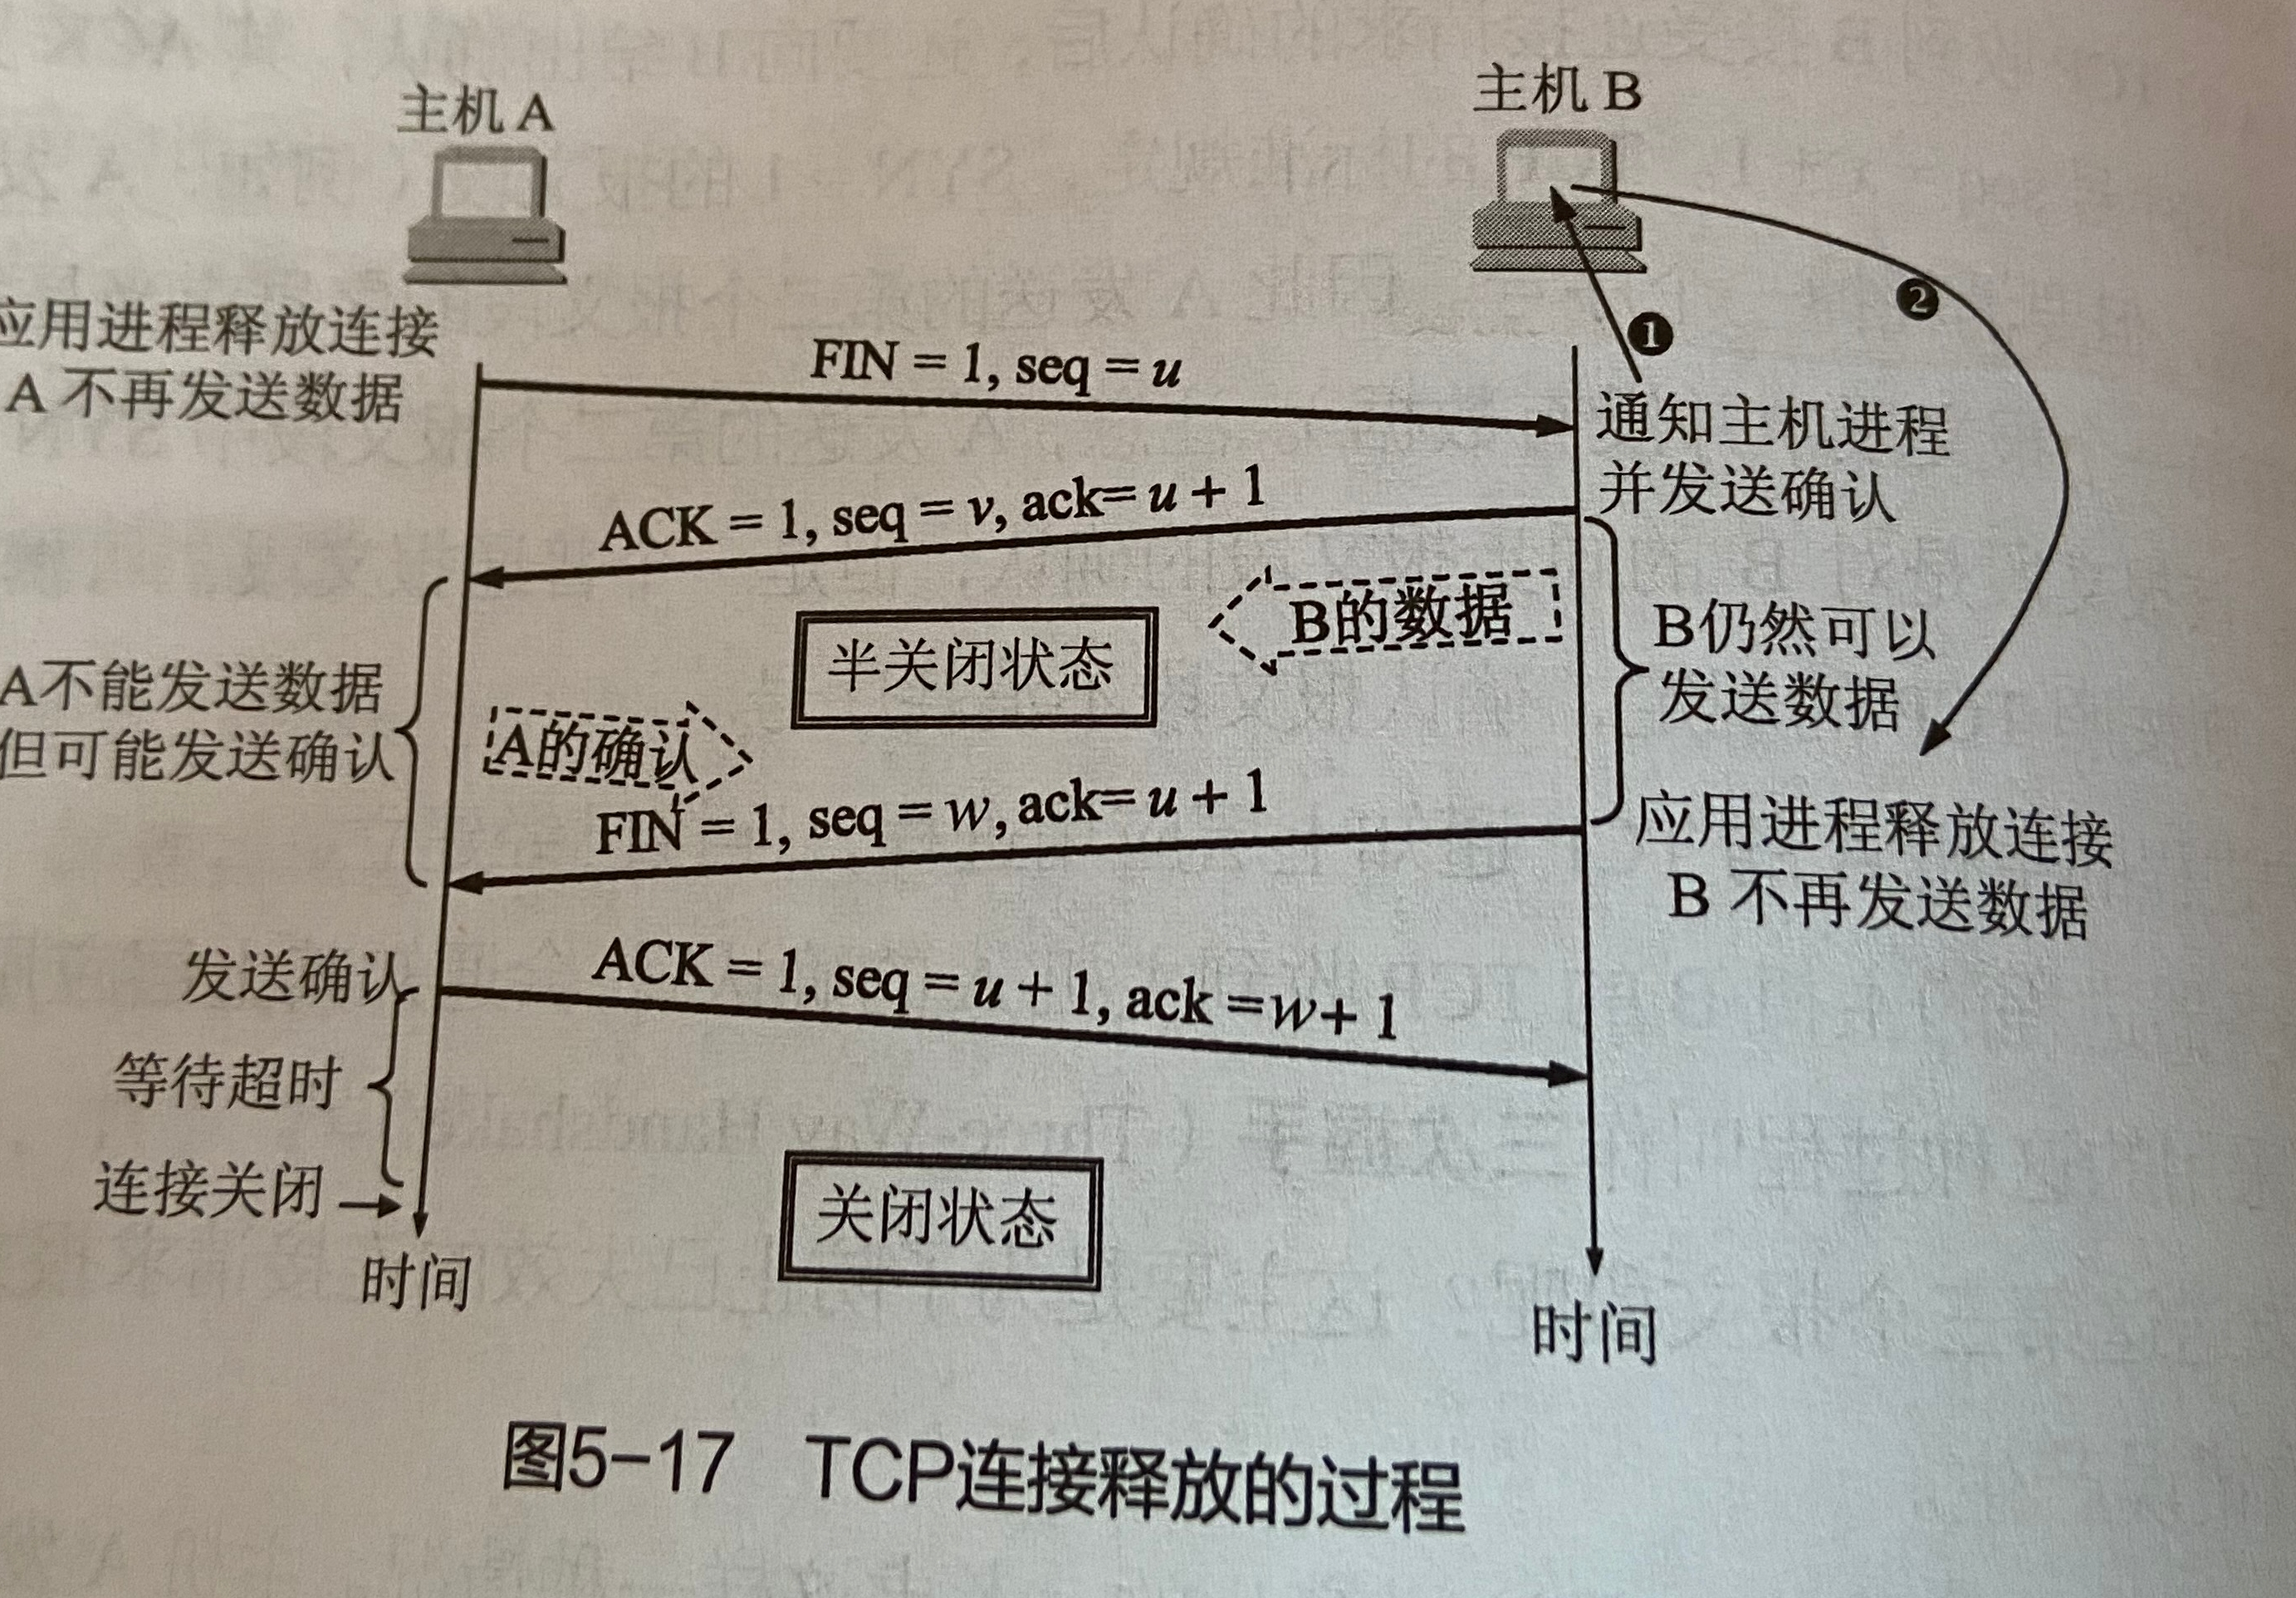 主机 A
主机 B
应用进程释放连接
A 不再发送数据
FIN = 1, seq = u
❶
❷
通知主机进程
并发送确认
ACK = 1, seq = v, ack= u + 1
B的数据
B仍然可以
发送数据
半关闭状态
A不能发送数据
但可能发送确认
A的确认
FIN = 1, seq = w, ack= u + 1
应用进程释放连接
B 不再发送数据
发送确认
ACK = 1, seq = u + 1, ack = w + 1
等待超时
连接关闭
关闭状态
时间
时间
图5-17 TCP连接释放的过程